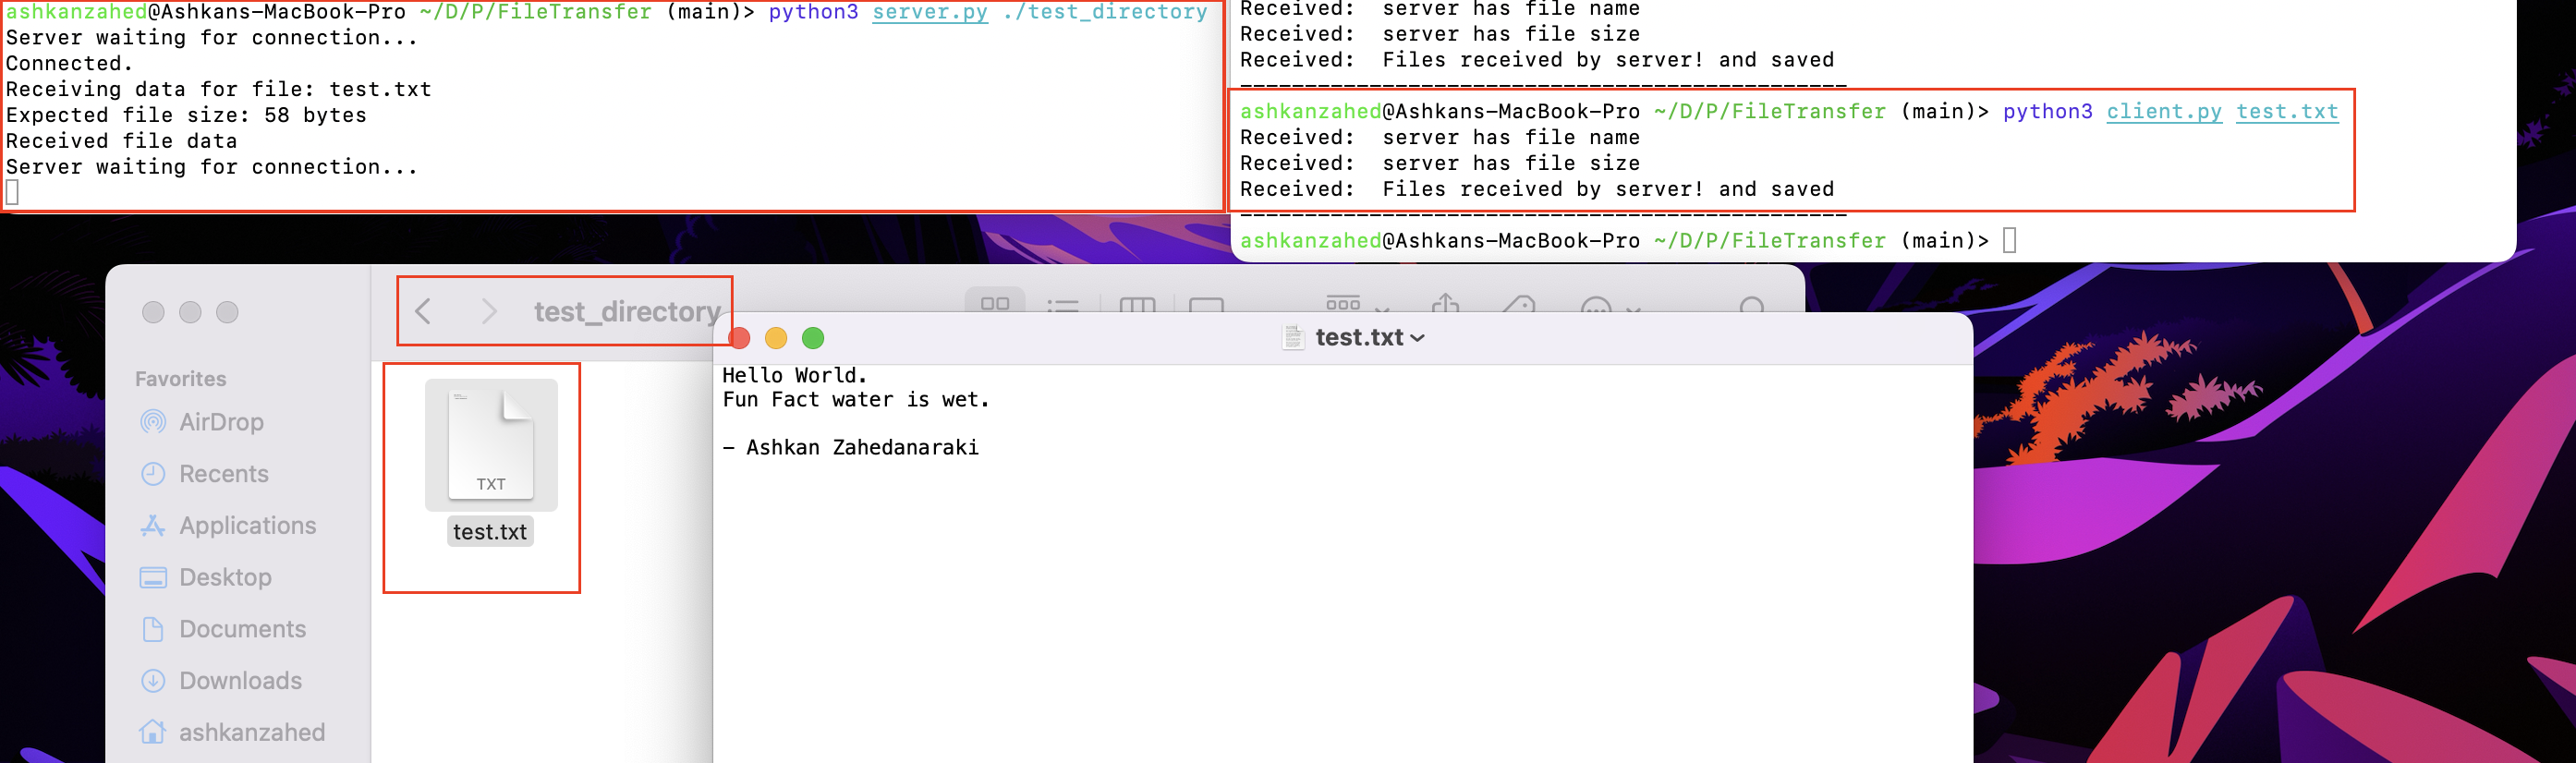 ashkanzahed@Ashkans-MacBook-Pro ~/D/P/FileTransfer (main)> python3 server.py ./test_directory
Server waiting for connection...
Connected.
Receiving data for file: test.txt
Expected file size: 58 bytes
Received file data
Server waiting for connection...
Received:  server has file name
Received:  server has file size
Received:  Files received by server! and saved
-----------------------------------------------
ashkanzahed@Ashkans-MacBook-Pro ~/D/P/FileTransfer (main)> python3 client.py test.txt
Received:  server has file name
Received:  server has file size
Received:  Files received by server! and saved
-----------------------------------------------
ashkanzahed@Ashkans-MacBook-Pro ~/D/P/FileTransfer (main)>
test_directory
Favorites
AirDrop
Recents
Applications
Desktop
Documents
Downloads
ashkanzahed
TXT
test.txt
test.txt
Hello World.
Fun Fact water is wet.
– Ashkan Zahedanaraki